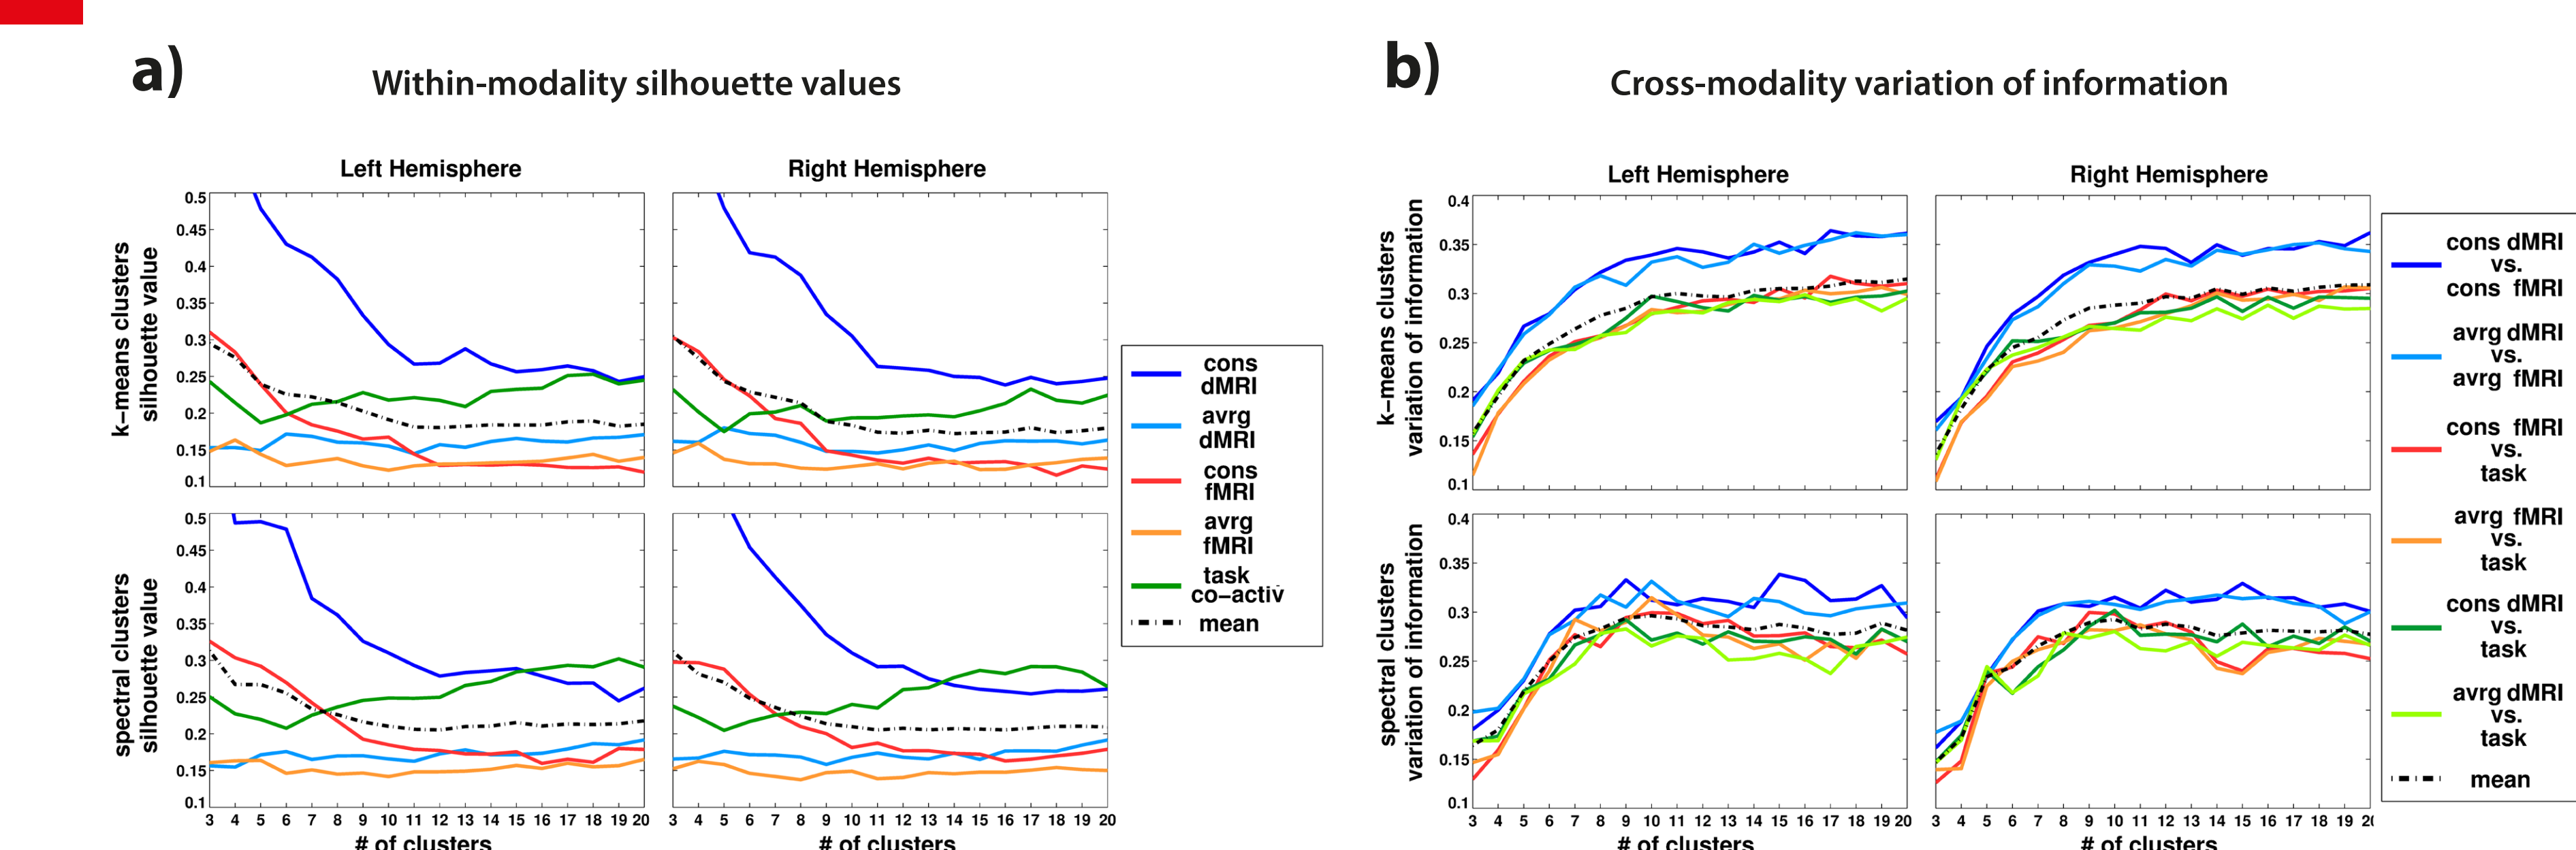 a)
Within-modality silhouette values
Left Hemisphere
Right Hemisphere
k-means clusters
silhouette value
0.5
0.45
0.4
0.35
0.3
0.25
0.2
0.15
0.1
spectral clusters
silhouette value
0.5
0.45
0.4
0.35
0.3
0.25
0.2
0.15
0.1
3 4 5 6 7 8 9 10 11 12 13 14 15 16 17 18 19 20
# of clusters
3 4 5 6 7 8 9 10 11 12 13 14 15 16 17 18 19 20
# of clusters
cons
dMRI
avrg
dMRI
cons
fMRI
avrg
fMRI
task
co-activ
mean
b)
Cross-modality variation of information
Left Hemisphere
Right Hemisphere
k-means clusters
variation of information
0.4
0.35
0.3
0.25
0.2
0.15
0.1
spectral clusters
variation of information
0.4
0.35
0.3
0.25
0.2
0.15
0.1
3 4 5 6 7 8 9 10 11 12 13 14 15 16 17 18 19 20
# of clusters
3 4 5 6 7 8 9 10 11 12 13 14 15 16 17 18 19 20
# of clusters
cons dMRI
vs.
cons fMRI
avrg dMRI
vs.
avrg fMRI
cons fMRI
vs.
task
avrg fMRI
vs.
task
cons dMRI
vs.
task
avrg dMRI
vs.
task
mean